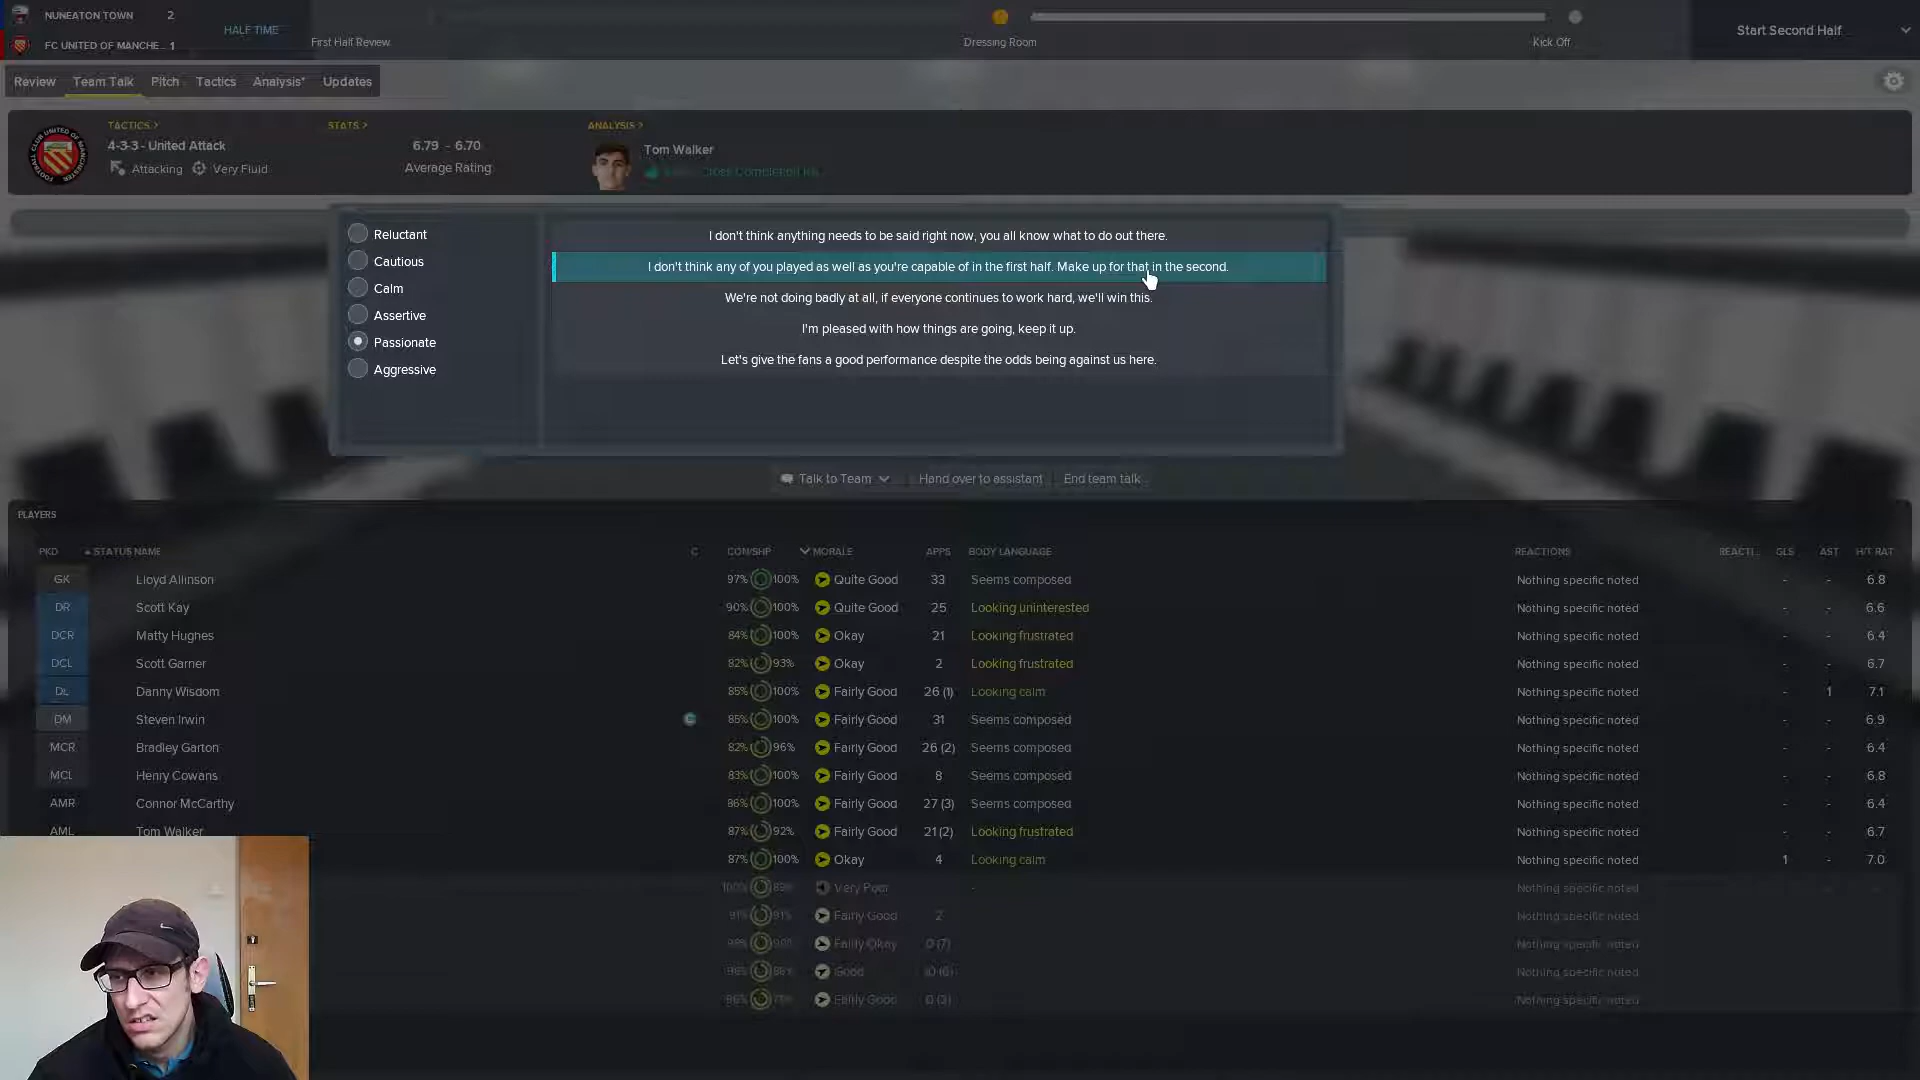 NUNEATON TOWN 2
FC UNITED OF MANCHE... 1
HALF TIME
First Half Review
Dressing Room
Kick Off
Start Second Half
Review Team Talk Pitch Tactics Analysis* Updates
TACTICS >
4-3-3 - United Attack
Attacking Very Fluid
STATS >
6.79 - 6.70
Average Rating
ANALYSIS >
Tom Walker
Cross Completion Ra...
Reluctant
Cautious
Calm
Assertive
Passionate
Aggressive
I don't think anything needs to be said right now, you all know what to do out there.
I don't think any of you played as well as you're capable of in the first half. Make up for that in the second.
We're not doing badly at all, if everyone continues to work hard, we'll win this.
I'm pleased with how things are going, keep it up.
Let's give the fans a good performance despite the odds being against us here.
Talk to Team Hand over to assistant End team talk
PLAYERS
PKD STATUS NAME C CON/SHP MORALE APPS BODY LANGUAGE REACTIONS REACTI... GLS AST H/T RAT
GK Lloyd Allinson 97% 100% Quite Good 33 Seems composed Nothing specific noted - - 6.8
DR Scott Kay 90% 100% Quite Good 25 Looking uninterested Nothing specific noted - - 6.6
DCR Matty Hughes 84% 100% Okay 21 Looking frustrated Nothing specific noted - - 6.4
DCL Scott Garner 82% 93% Okay 2 Looking frustrated Nothing specific noted - - 6.7
DL Danny Wisdom 85% 100% Fairly Good 26 (1) Looking calm Nothing specific noted - 1 7.1
DM Steven Irwin C 85% 100% Fairly Good 31 Seems composed Nothing specific noted - - 6.9
MCR Bradley Garton 82% 96% Fairly Good 26 (2) Seems composed Nothing specific noted - - 6.4
MCL Henry Cowans 83% 100% Fairly Good 8 Seems composed Nothing specific noted - - 6.8
AMR Connor McCarthy 86% 100% Fairly Good 27 (3) Seems composed Nothing specific noted - - 6.4
AML Tom Walker 87% 92% Fairly Good 21 (2) Looking frustrated Nothing specific noted - - 6.7
87% 100% Okay 4 Looking calm Nothing specific noted 1 - 7.0
100% Very Poor - Nothing specific noted
91% 91% Fairly Good 2 Nothing specific noted
Fairly Okay 0 (7) Nothing specific noted
Good Nothing specific noted
Fairly Good 0 (3) Nothing specific noted